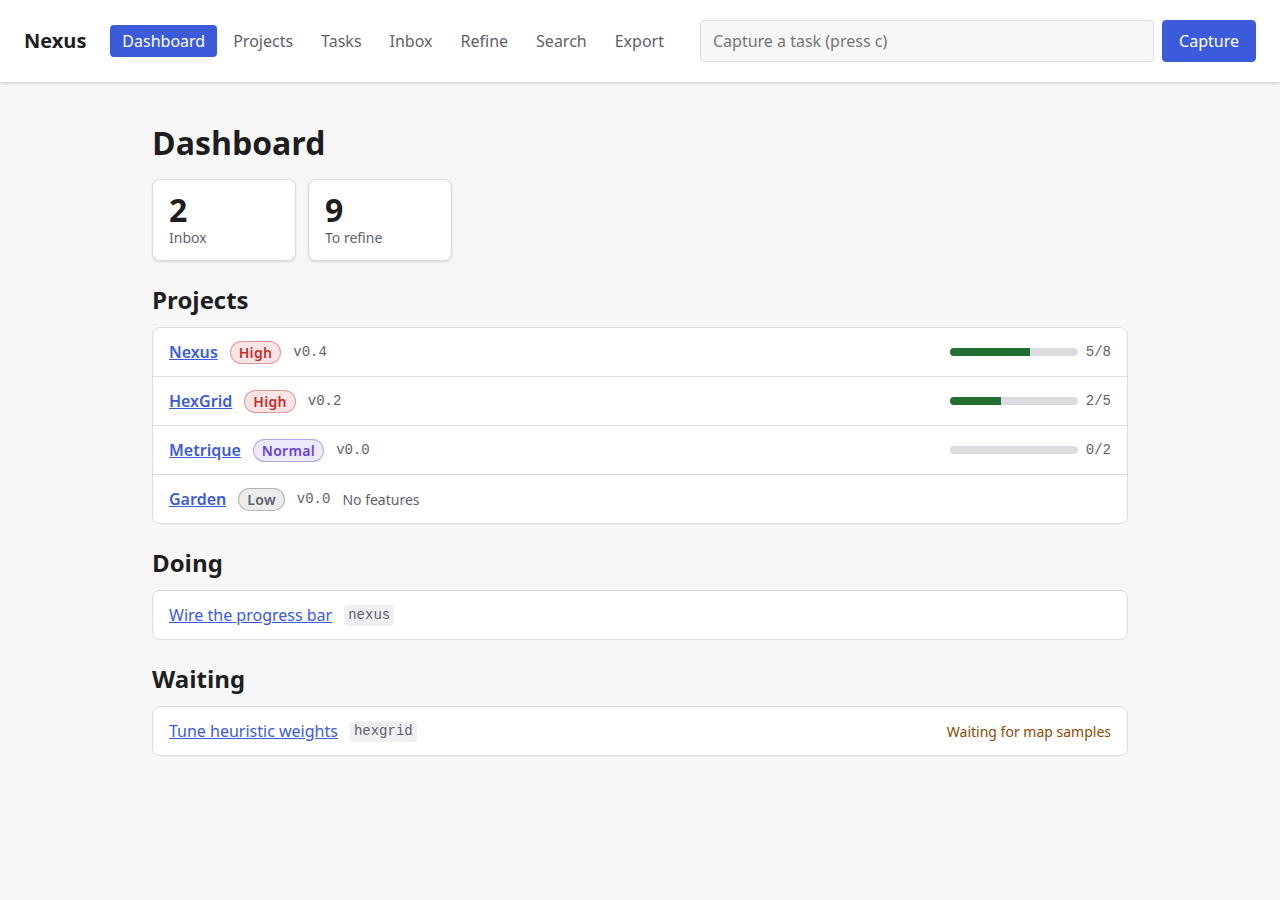 Nexus Dashboard Projects Tasks Inbox Refine Search Export Capture a task (press c) Capture
Dashboard
2 9
Inbox To refine
Projects
Nexus High v0.4 5/8
HexGrid High v0.2 2/5
Metrique Normal v0.0 0/2
Garden Low v0.0 No features
Doing
Wire the progress bar nexus
Waiting
Tune heuristic weights hexgrid Waiting for map samples